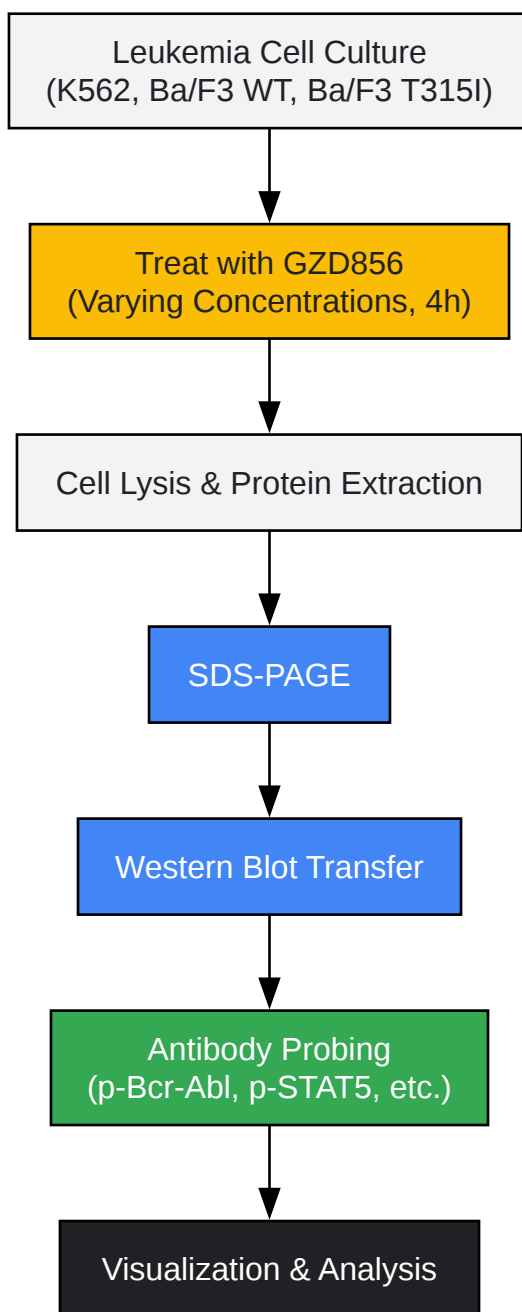 Leukemia Cell Culture
(K562, Ba/F3 WT, Ba/F3 T315I)
Treat with GZD856
(Varying Concentrations, 4h)
Cell Lysis & Protein Extraction
SDS-PAGE
Western Blot Transfer
Antibody Probing
(p-Bcr-Abl, p-STAT5, etc.)
Visualization & Analysis